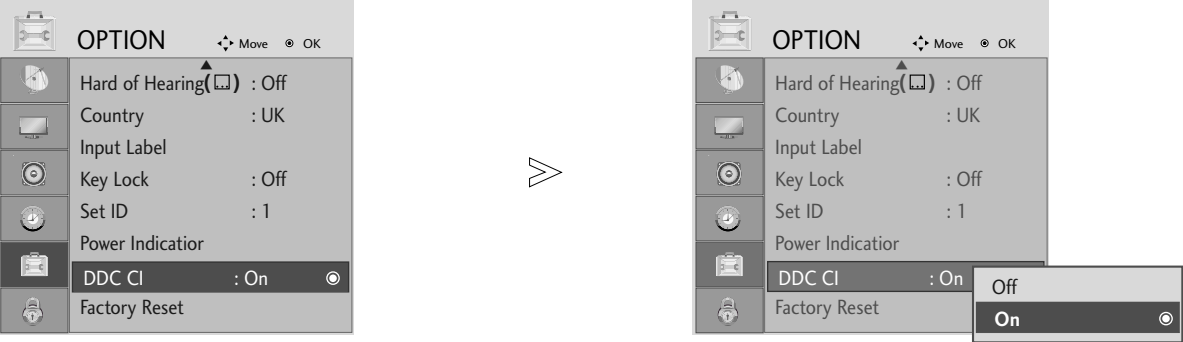 OPTION Move OK
Hard of Hearing( ) : Off
Country : UK
Input Label
Key Lock : Off
Set ID : 1
Power Indicatior
DDC CI : On
Factory Reset
OPTION Move OK
Hard of Hearing( ) : Off
Country : UK
Input Label
Key Lock : Off
Set ID : 1
Power Indicatior
DDC CI : On
Factory Reset
Off
On